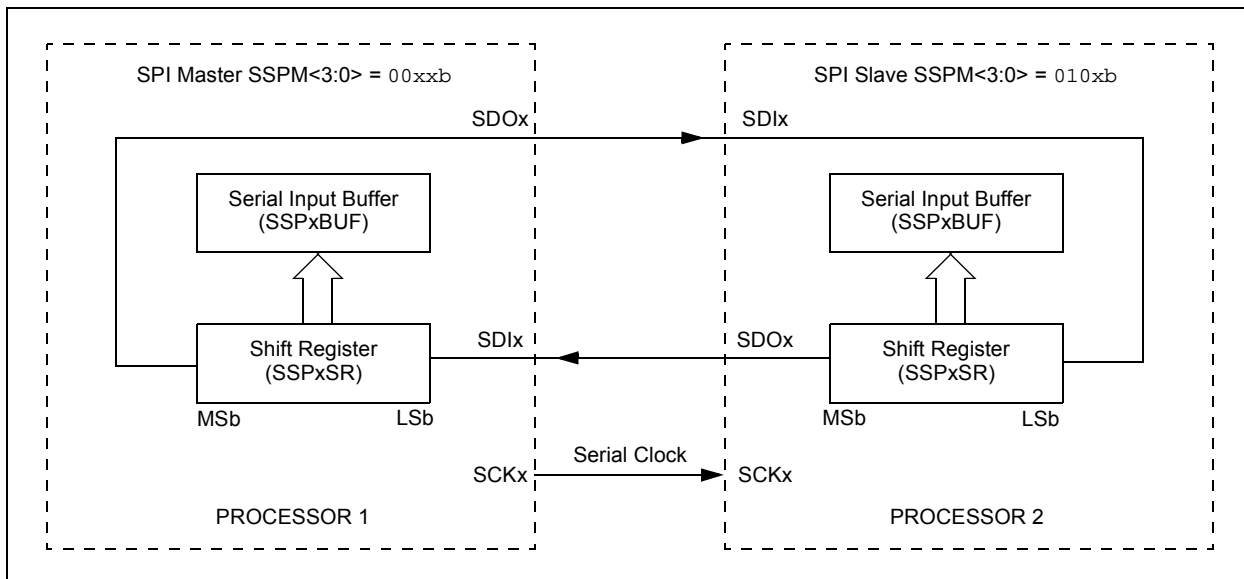 SPI Master SSPM<3:0> = 00xxb
SDOx
Serial Input Buffer
(SSPxBUF)
Shift Register
(SSPxSR)
MSb
LSb
SDIx
SCKx
PROCESSOR 1
Serial Clock
SPI Slave SSPM<3:0> = 010xb
SDIx
Serial Input Buffer
(SSPxBUF)
SDOx
Shift Register
(SSPxSR)
MSb
LSb
SCKx
PROCESSOR 2